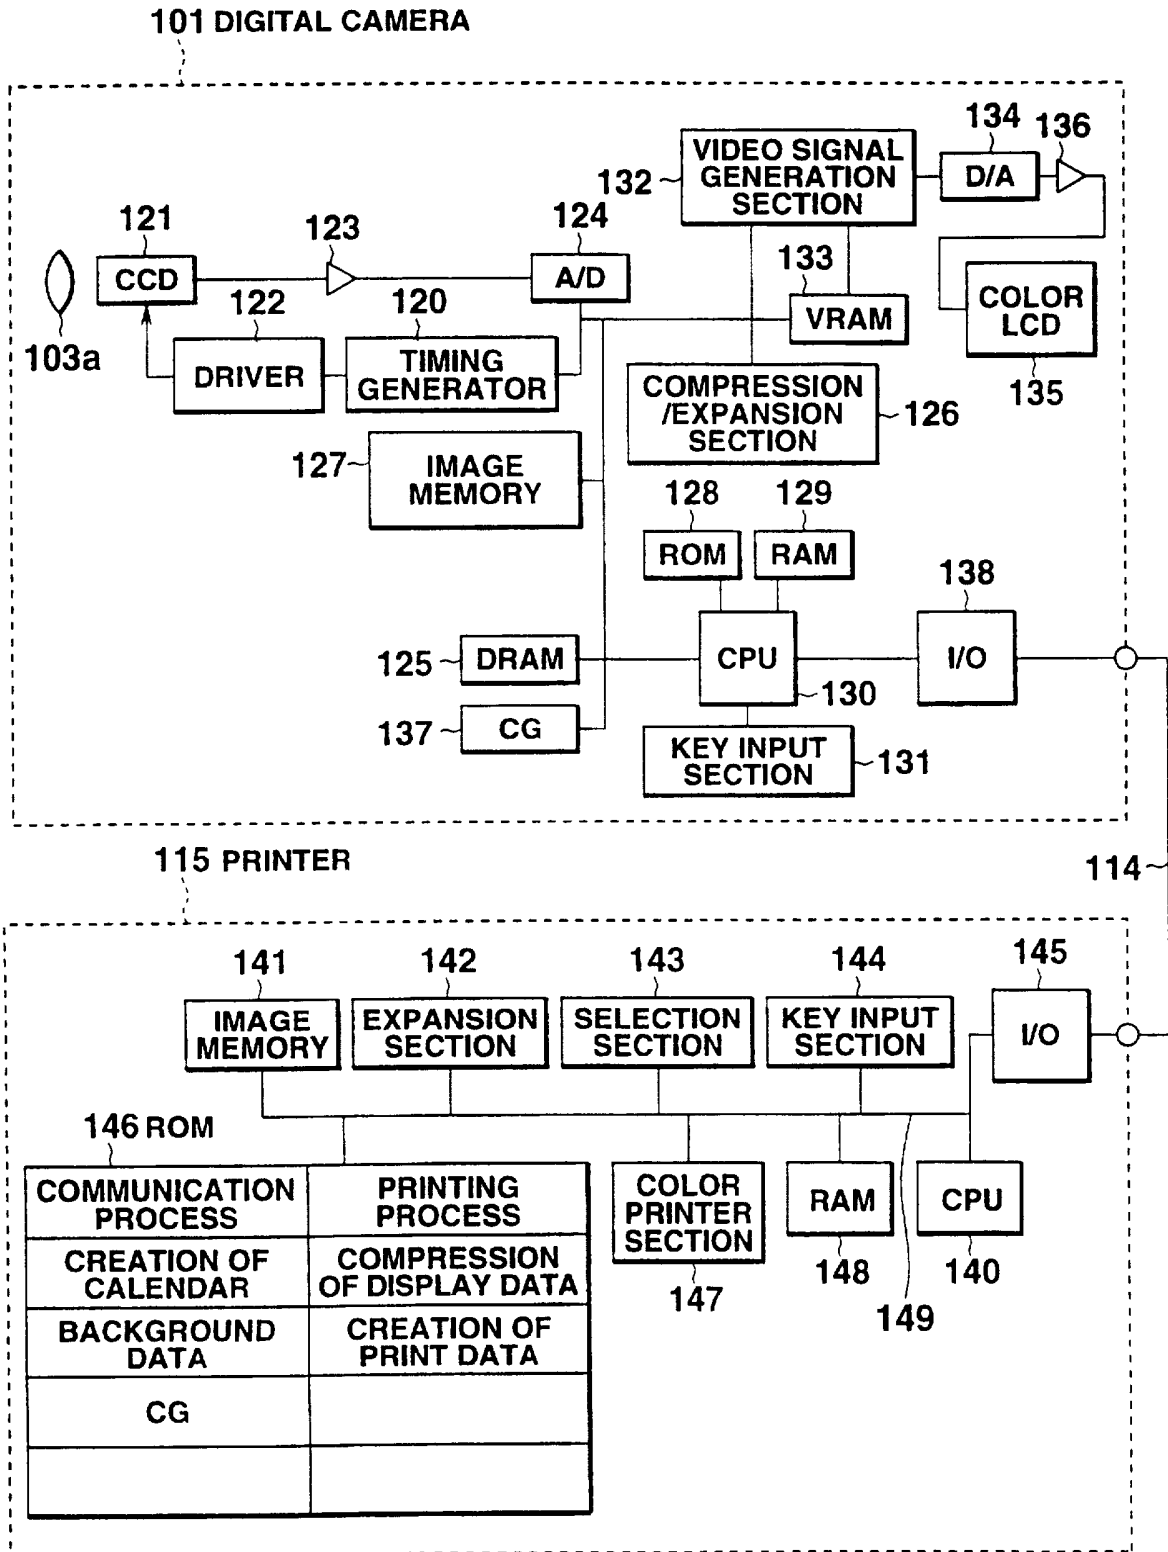 101 DIGITAL CAMERA
134
136
VIDEO SIGNAL
GENERATION
SECTION
132
D/A
121
123
124
133
CCD
A/D
COLOR
LCD
122
120
VRAM
103a
DRIVER
TIMING
GENERATOR
135
COMPRESSION
/EXPANSION
SECTION
126
127
IMAGE
MEMORY
128
129
ROM
RAM
138
125
DRAM
CPU
I/O
130
137
CG
KEY INPUT
SECTION
131
115 PRINTER
114
141
142
143
144
145
IMAGE
MEMORY
EXPANSION
SECTION
SELECTION
SECTION
KEY INPUT
SECTION
I/O
146 ROM
COMMUNICATION
PROCESS
PRINTING
PROCESS
CREATION OF
CALENDAR
COMPRESSION
OF DISPLAY DATA
BACKGROUND
DATA
CREATION OF
PRINT DATA
CG
COLOR
PRINTER
SECTION
RAM
CPU
147
148
140
149